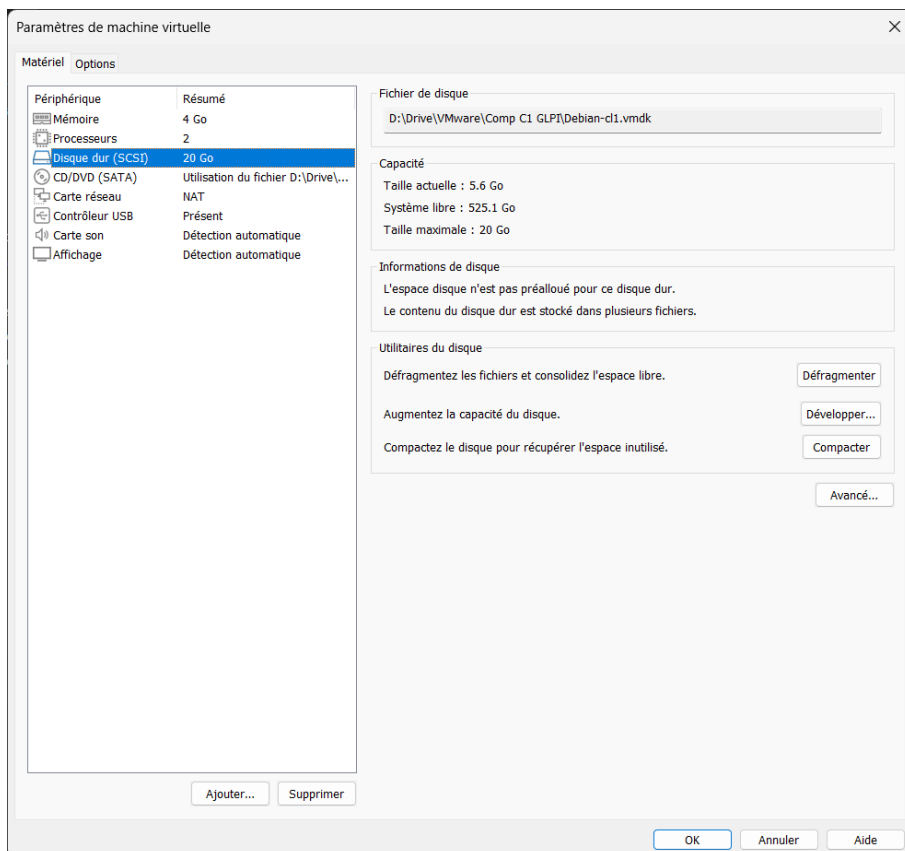 Paramètres de machine virtuelle
Matériel Options
Périphérique Résumé
Mémoire 4 Go
Processeurs 2
Disque dur (SCSI) 20 Go
CD/DVD (SATA) Utilisation du fichier D:\Drive\...
Carte réseau NAT
Contrôleur USB Présent
Carte son Détection automatique
Affichage Détection automatique
Ajouter... Supprimer
Fichier de disque
D:\Drive\VMware\Comp C1 GLPI\Debian-cl1.vmdk
Capacité
Taille actuelle : 5.6 Go
Système libre : 525.1 Go
Taille maximale : 20 Go
Informations de disque
L'espace disque n'est pas préalloué pour ce disque dur.
Le contenu du disque dur est stocké dans plusieurs fichiers.
Utilitaires du disque
Défragmentez les fichiers et consolidez l'espace libre. Défragmenter
Augmentez la capacité du disque. Développer...
Compactez le disque pour récupérer l'espace inutilisé. Compacter
Avancé...
OK Annuler Aide